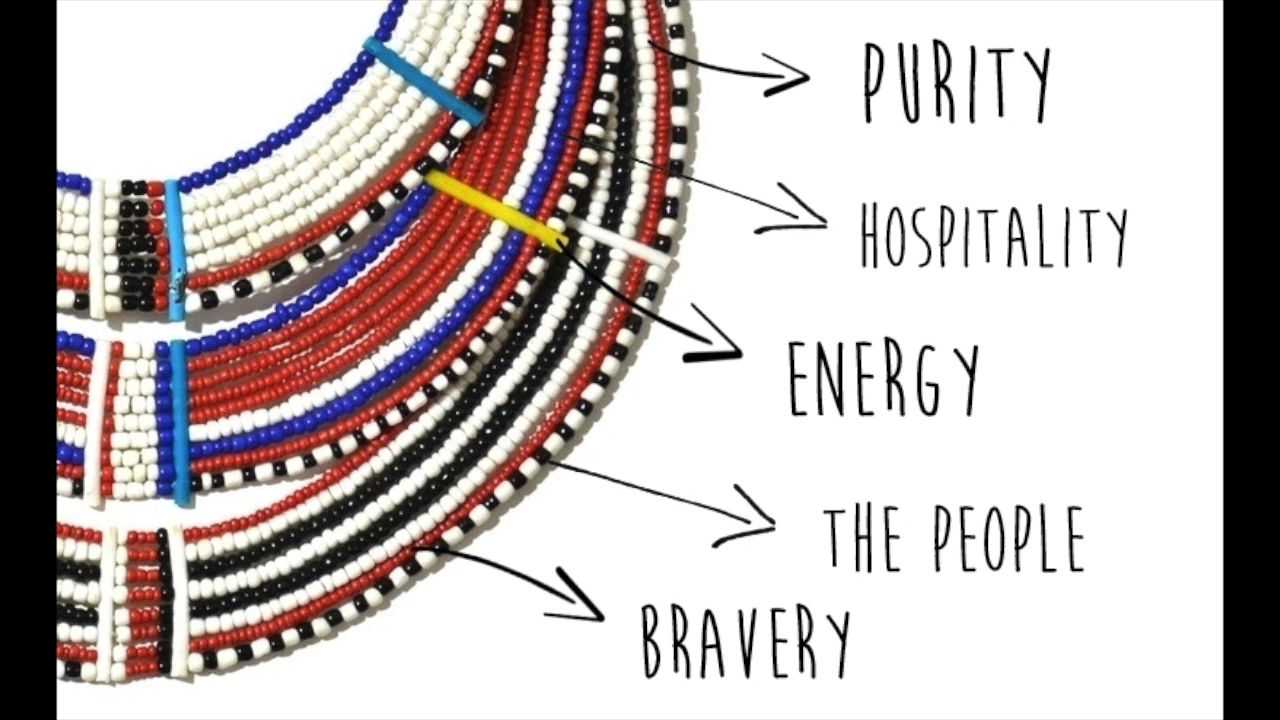 PURITY
HOSPITALITY
ENERGY
THE PEOPLE
BRAVERY